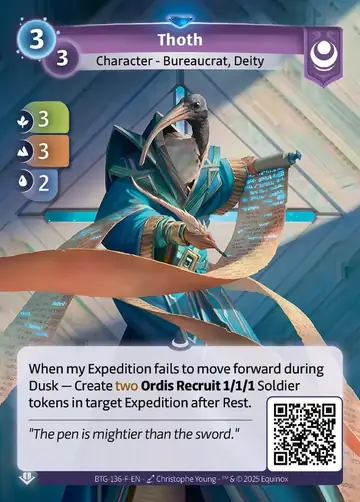 3
Thoth
3
Character - Bureaucrat, Deity
3
3
2
When my Expedition fails to move forward during
Dusk — Create two Ordis Recruit 1/1/1 Soldier
tokens in target Expedition after Rest.
"The pen is mightier than the sword."
BTG-136-F-EN - Christophe Young - ™ & © 2025 Equinox